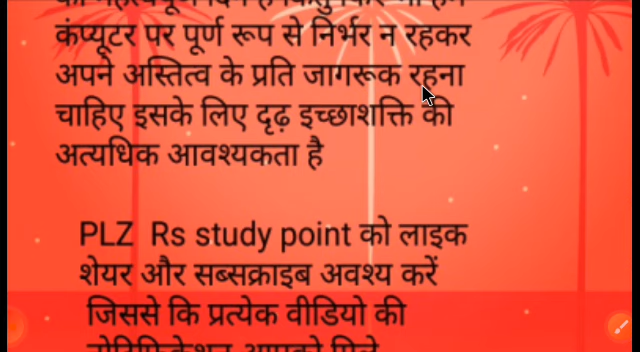 कंप्यूटर पर पूर्ण रूप से निर्भर न रहकर
अपने अस्तित्व के प्रति जागरूक रहना
चाहिए इसके लिए दृढ़ इच्छाशक्ति की
अत्यधिक आवश्यकता है
PLZ Rs study point को लाइक
शेयर और सब्सक्राइब अवश्य करें
जिससे कि प्रत्येक वीडियो की